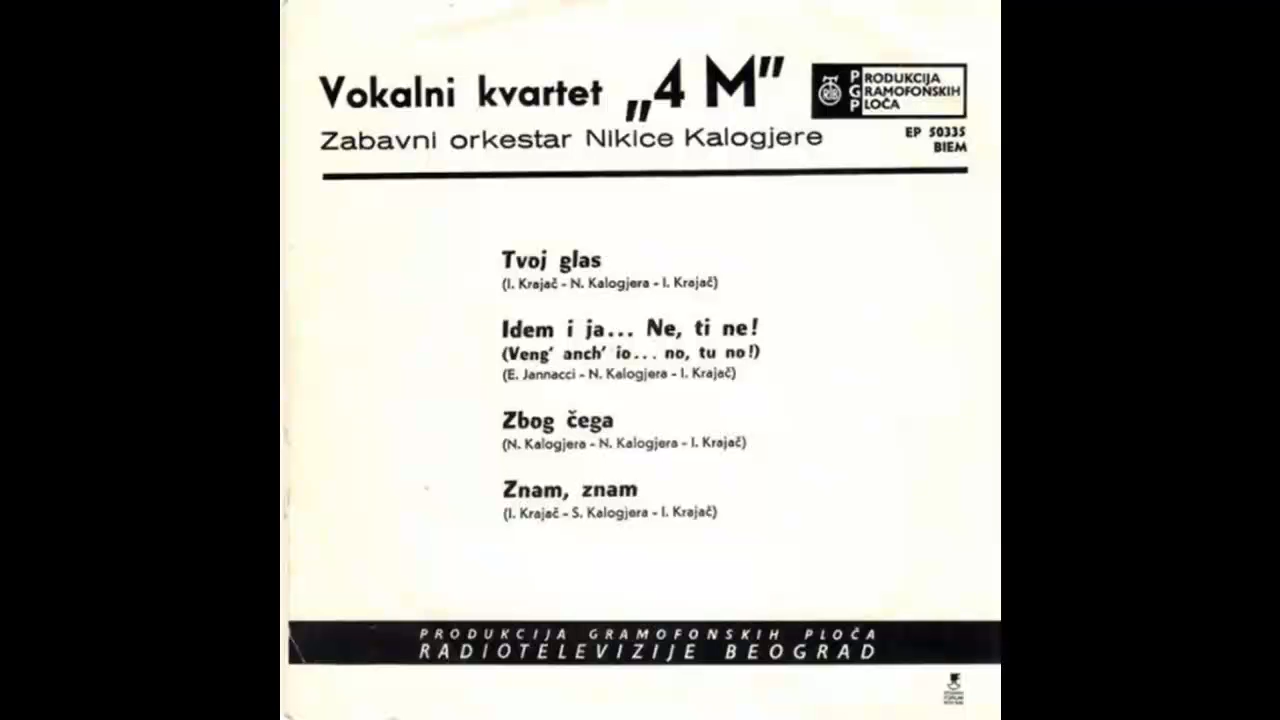 Vokalni kvartet „4 M”
Zabavni orkestar Nikice Kalogjere
PRODUKCIJA
GRAMOFONSKIH
PLOČA
RTB
EP 50335
BIEM
Tvoj glas
(I. Krajač - N. Kalogjera - I. Krajač)
Idem i ja... Ne, ti ne!
(Veng' anch' io... no, tu no!)
(E. Jannacci - N. Kalogjera - I. Krajač)
Zbog čega
(N. Kalogjera - N. Kalogjera - I. Krajač)
Znam, znam
(I. Krajač - S. Kalogjera - I. Krajač)
PRODUKCIJA GRAMOFONSKIH PLOČA
RADIOTELEVIZIJE BEOGRAD